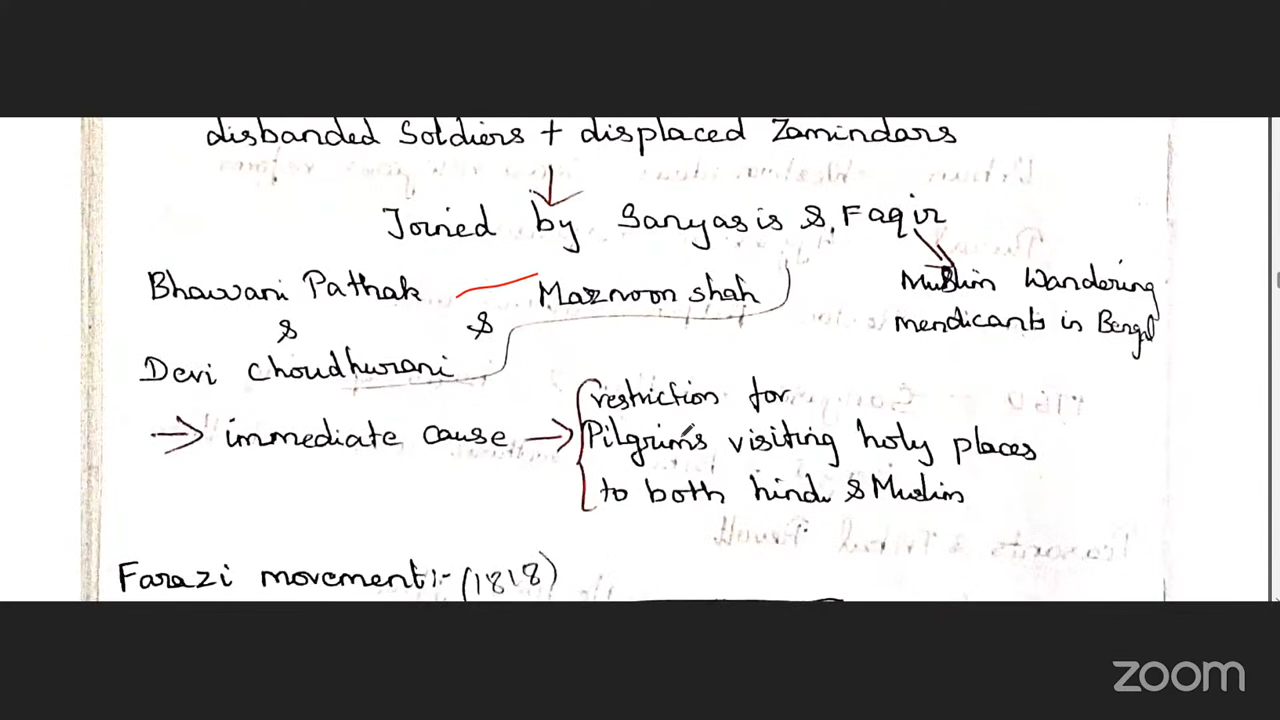 disbanded Soldiers + displaced Zamindars
Joined by Sanyasis & Faqir
Bhawani Pathak
Maznoon shah
Muslim Wandering
&
&
mendicants in Bengal
Devi Choudhurani
restriction for
→ immediate cause → Pilgrims visiting holy places
to both hindu & Muslim
Farazi movement:- (1818)
zoom